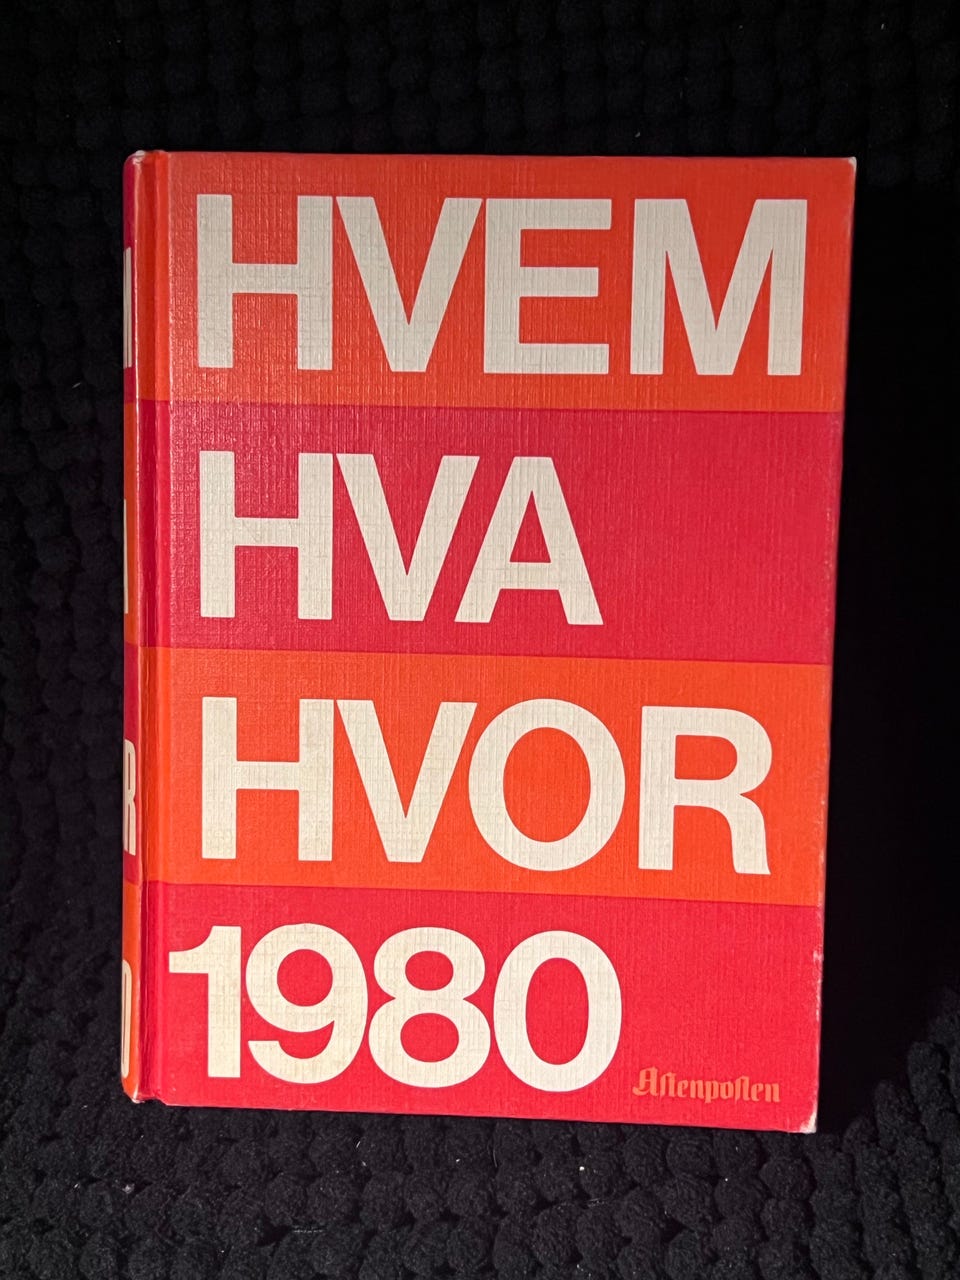 HVEM
HVA
HVOR
1980
Aftenposten